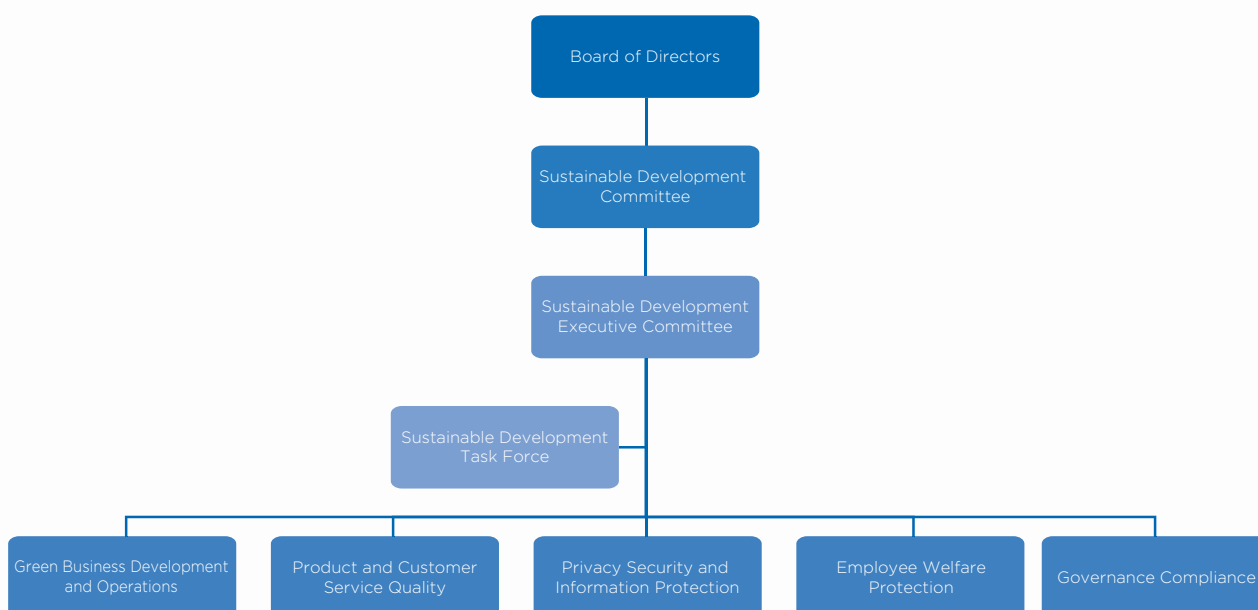 Board of Directors
Sustainable Development
Committee
Sustainable Development
Executive Committee
Sustainable Development
Task Force
Green Business Development
and Operations
Product and Customer
Service Quality
Privacy Security and
Information Protection
Employee Welfare
Protection
Governance Compliance